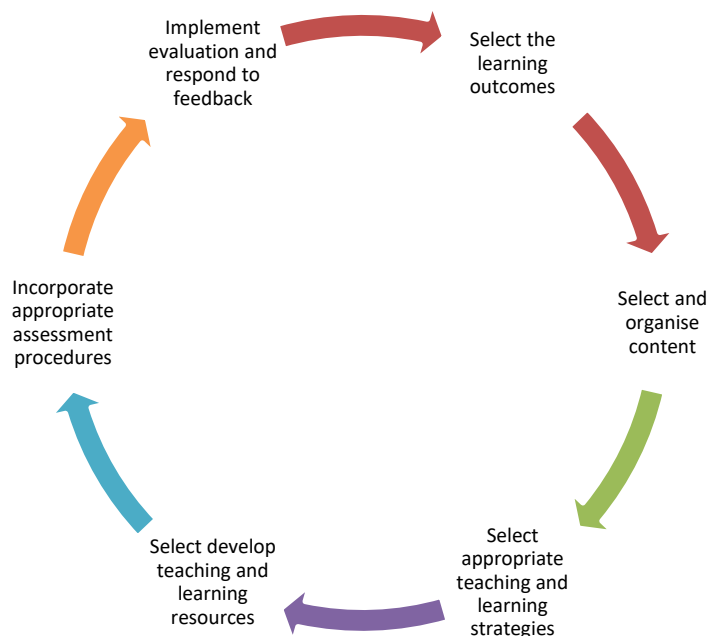 Implement
evaluation and
respond to
feedback
Select the
learning
outcomes
Select and
organise
content
Select
appropriate
teaching and
learning
strategies
Select develop
teaching and
learning
resources
Incorporate
appropriate
assessment
procedures